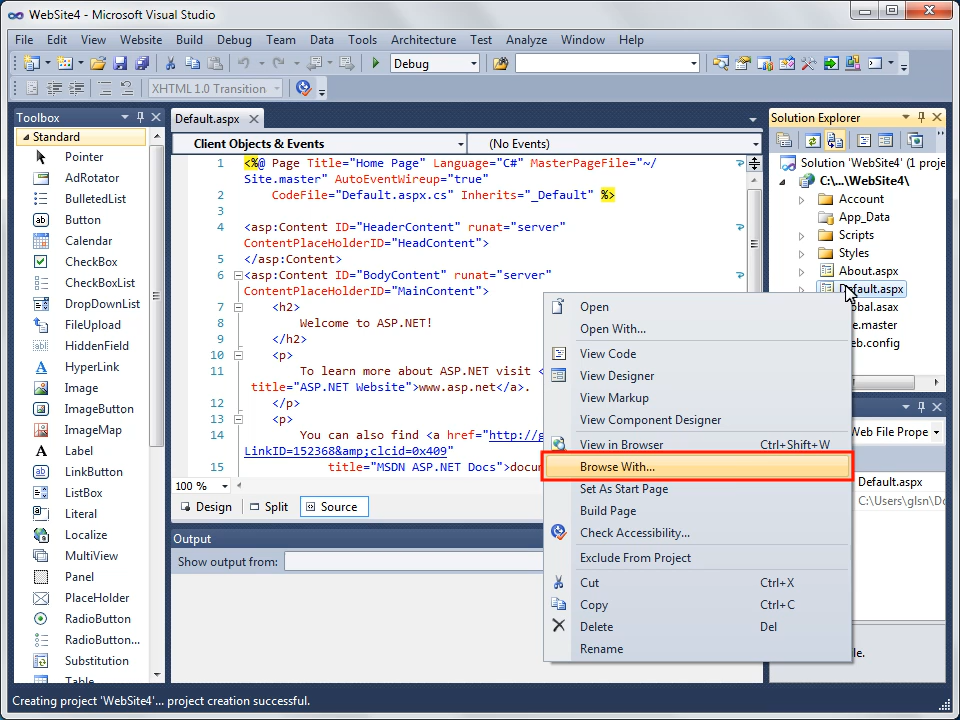 WebSite4 - Microsoft Visual Studio
File Edit View Website Build Debug Team Data Tools Architecture Test Analyze Window Help
Debug
XHTML 1.0 Transition
Toolbox
Standard
Pointer
AdRotator
BulletedList
Button
Calendar
CheckBox
CheckBoxList
DropDownList
FileUpload
HiddenField
HyperLink
Image
ImageButton
ImageMap
Label
LinkButton
ListBox
Literal
Localize
MultiView
Panel
PlaceHolder
RadioButton
RadioButton...
Substitution
Table
Default.aspx
Client Objects & Events
(No Events)
1 <%@ Page Title="Home Page" Language="C#" MasterPageFile="~/
Site.master" AutoEventWireup="true"
2 CodeFile="Default.aspx.cs" Inherits="_Default" %>
3
4 <asp:Content ID="HeaderContent" runat="server"
ContentPlaceHolderID="HeadContent">
5 </asp:Content>
6 <asp:Content ID="BodyContent" runat="server"
ContentPlaceHolderID="MainContent">
7 <h2>
8 Welcome to ASP.NET!
9 </h2>
10 <p>
11 To learn more about ASP.NET visit <
title="ASP.NET Website">www.asp.net</a>.
12 </p>
13 <p>
14 You can also find <a href="http://g
LinkID=152368&amp;clcid=0x409"
15 title="MSDN ASP.NET Docs">docu
100 %
Design Split Source
Output
Show output from:
Solution Explorer
Solution 'WebSite4' (1 proje
C:\...\WebSite4\
Account
App_Data
Scripts
Styles
About.aspx
Default.aspx
bal.asax
e.master
eb.config
Open
Open With...
View Code
View Designer
View Markup
View Component Designer
View in Browser Ctrl+Shift+W
Browse With...
Set As Start Page
Build Page
Check Accessibility...
Exclude From Project
Cut Ctrl+X
Copy Ctrl+C
Delete Del
Rename
Web File Prope
Default.aspx
C:\Users\glsn\Do
le.
Creating project 'WebSite4'... project creation successful.